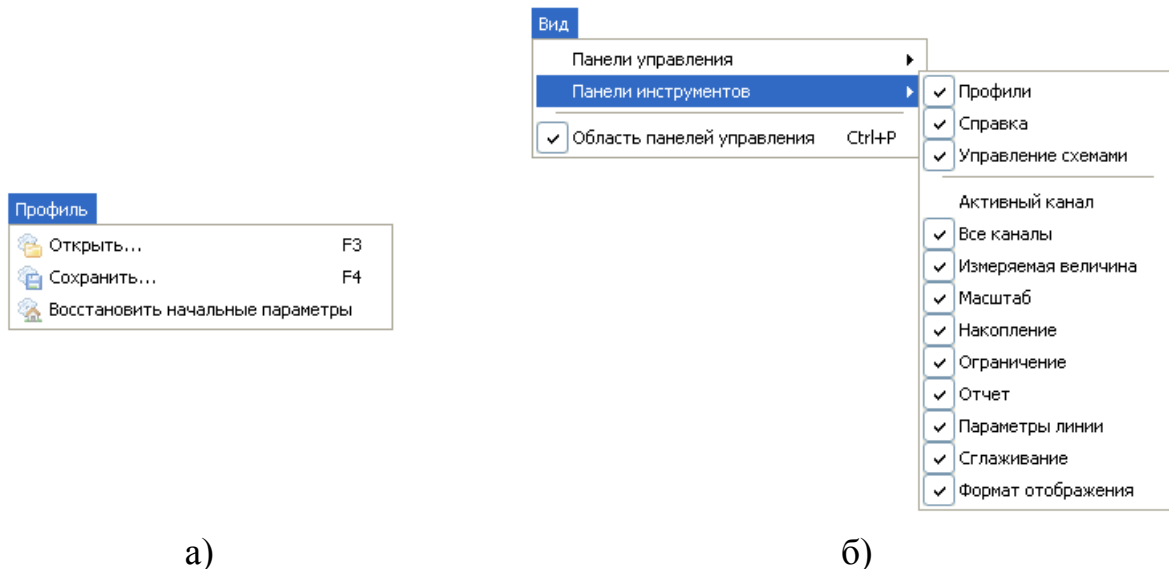 Профиль
Открыть... F3
Сохранить... F4
Восстановить начальные параметры
а)
Вид
Панели управления
Панели инструментов
Область панелей управления Ctrl+P
Профили
Справка
Управление схемами
Активный канал
Все каналы
Измеряемая величина
Масштаб
Накопление
Ограничение
Отчет
Параметры линии
Сглаживание
Формат отображения
б)